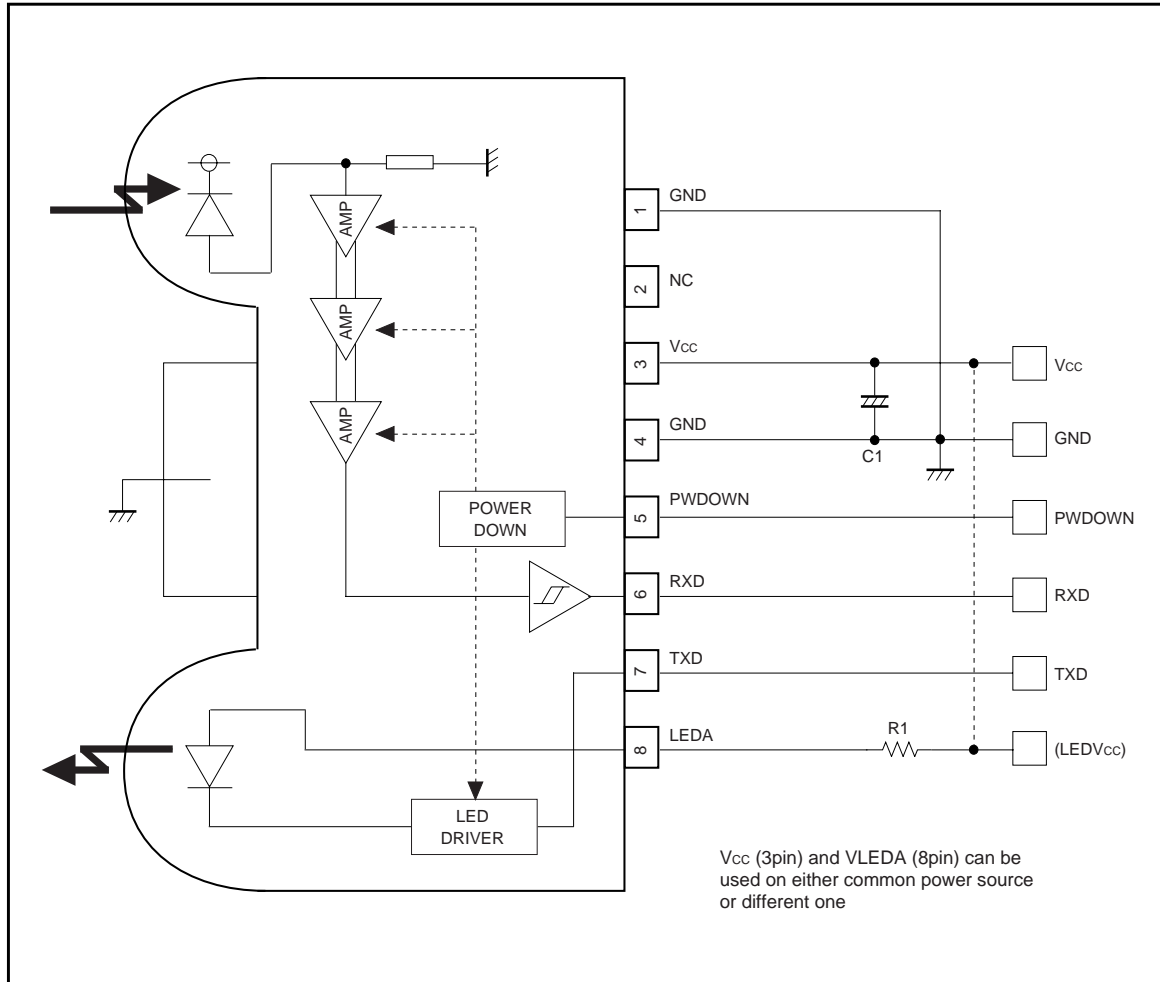 AMP
AMP
AMP
POWER
DOWN
LED
DRIVER
1
GND
2
NC
3
Vcc
4
GND
5
PWDOWN
6
RXD
7
TXD
8
LEDA
C1
R1
Vcc
GND
PWDOWN
RXD
TXD
(LEDVcc)
Vcc (3pin) and VLEDA (8pin) can be
used on either common power source
or different one